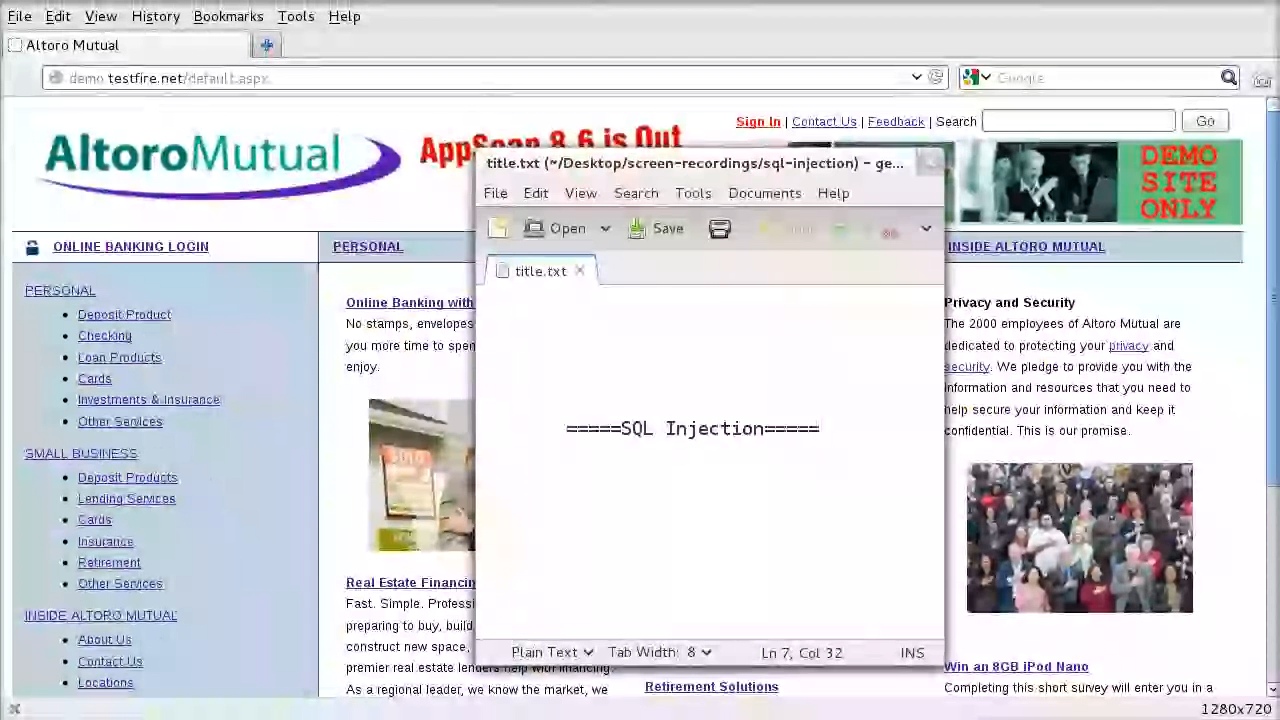 File Edit View History Bookmarks Tools Help
Altoro Mutual
demo.testfire.net/default.aspx
Google
Sign In | Contact Us | Feedback | Search
Go
AltoroMutual
AppScan 8.6 is Out
DEMO
SITE
ONLY
title.txt (~/Desktop/screen-recordings/sql-injection) - ge...
File Edit View Search Tools Documents Help
Open Save
title.txt
=====SQL Injection=====
Plain Text Tab Width: 8 Ln 7, Col 32 INS
ONLINE BANKING LOGIN
PERSONAL
INSIDE ALTORO MUTUAL
PERSONAL
Deposit Product
Checking
Loan Products
Cards
Investments & Insurance
Other Services
SMALL BUSINESS
Deposit Products
Lending Services
Cards
Insurance
Retirement
Other Services
INSIDE ALTORO MUTUAL
About Us
Contact Us
Locations
Online Banking with
No stamps, envelopes
you more time to
enjoy.
Real Estate
Fast. Simple.
preparing to buy, build
construct new space,
premier real estate lenders help with financing.
As a regional leader, we know the market, we
Retirement Solutions
Privacy and Security
The 2000 employees of Altoro Mutual are
dedicated to protecting your privacy and
security. We pledge to provide you with the
information and resources that you need to
help secure your information and keep it
confidential. This is our promise.
Win an 8GB iPod Nano
Completing this short survey will enter you in a
1280x720